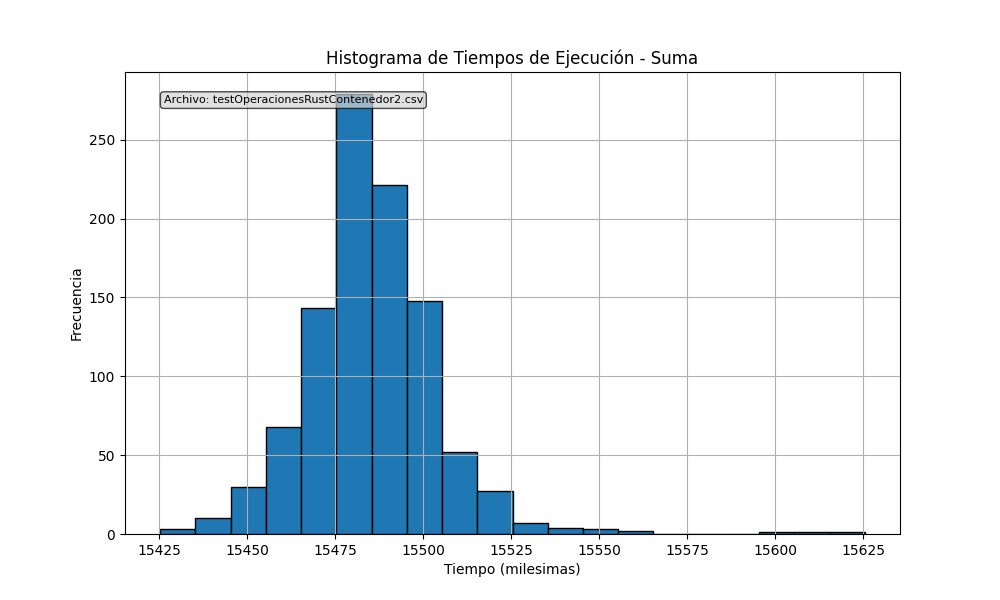 Histograma de Tiempos de Ejecución - Suma
Archivo: testOperacionesRustContenedor2.csv
250
200
150
100
50
0
Frecuencia
15425 15450 15475 15500 15525 15550 15575 15600 15625
Tiempo (milesimas)